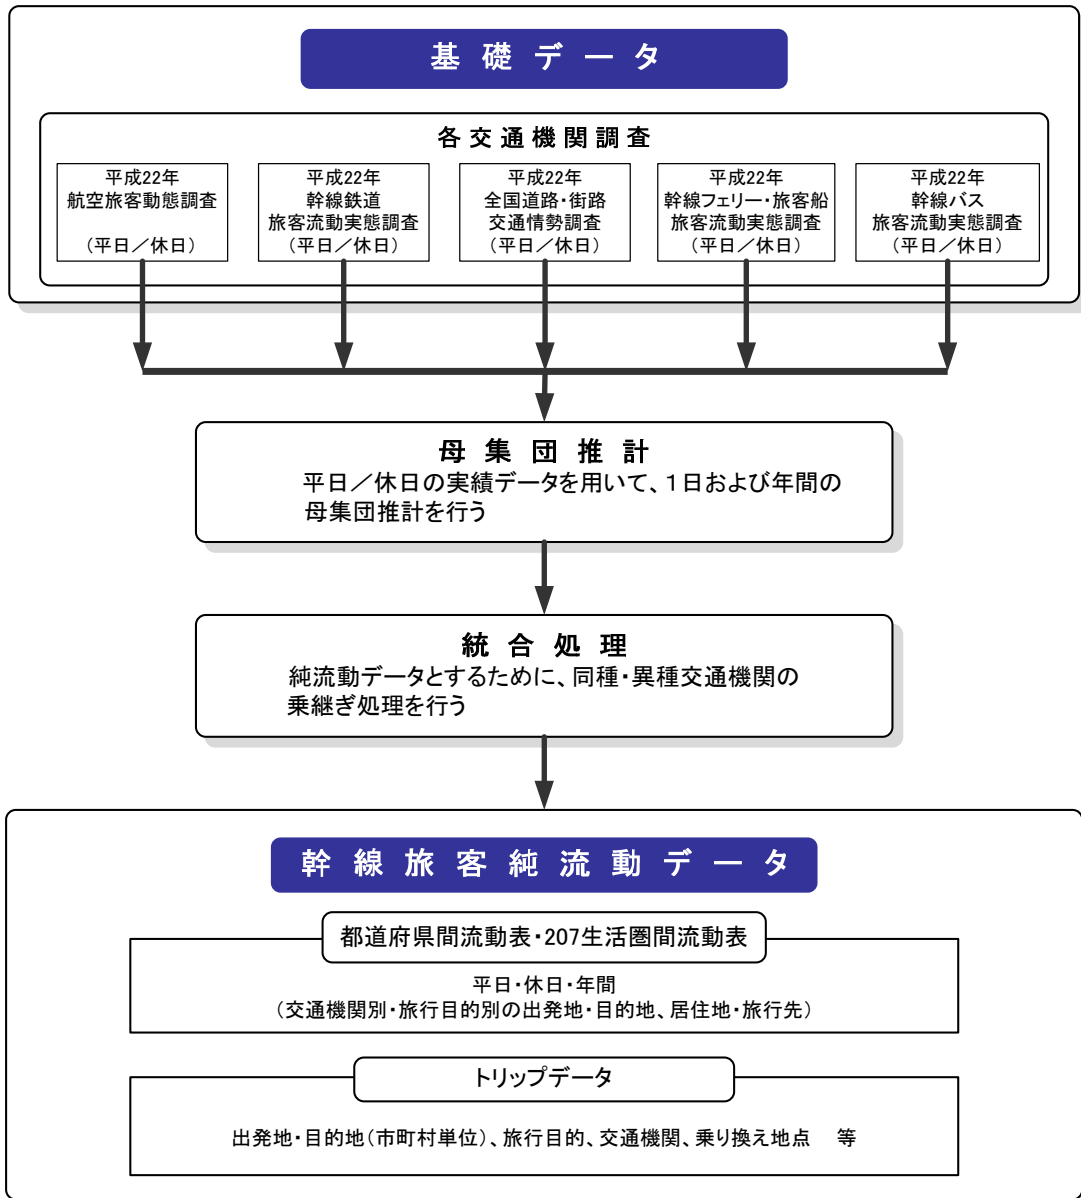 基礎データ
各交通機関調査
平成22年
航空旅客動態調査
(平日／休日)
平成22年
幹線鉄道
旅客流動実態調査
(平日／休日)
平成22年
全国道路・街路
交通情勢調査
(平日／休日)
平成22年
幹線フェリー・旅客船
旅客流動実態調査
(平日／休日)
平成22年
幹線バス
旅客流動実態調査
(平日／休日)
母集団推計
平日／休日の実績データを用いて、1日および年間の
母集団推計を行う
統合処理
純流動データとするために、同種・異種交通機関の
乗継ぎ処理を行う
幹線旅客純流動データ
都道府県間流動表・207生活圏間流動表
平日・休日・年間
(交通機関別・旅行目的別の出発地・目的地、居住地・旅行先)
トリップデータ
出発地・目的地(市町村単位)、旅行目的、交通機関、乗り換え地点　等